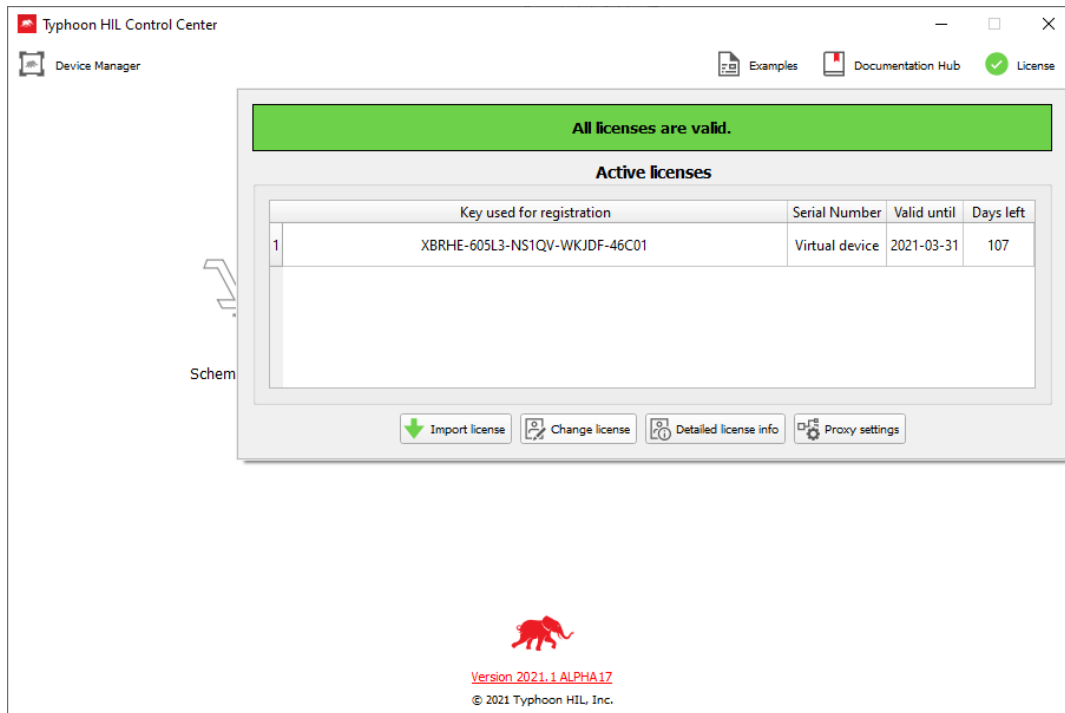 Typhoon HIL Control Center
Device Manager
Examples
Documentation Hub
License
All licenses are valid.
Active licenses
Key used for registration Serial Number Valid until Days left
1 XBRHE-605L3-NS1QV-WKJDF-46C01 Virtual device 2021-03-31 107
Schem
Import license
Change license
Detailed license info
Proxy settings
Version 2021.1 ALPHA17
© 2021 Typhoon HIL, Inc.